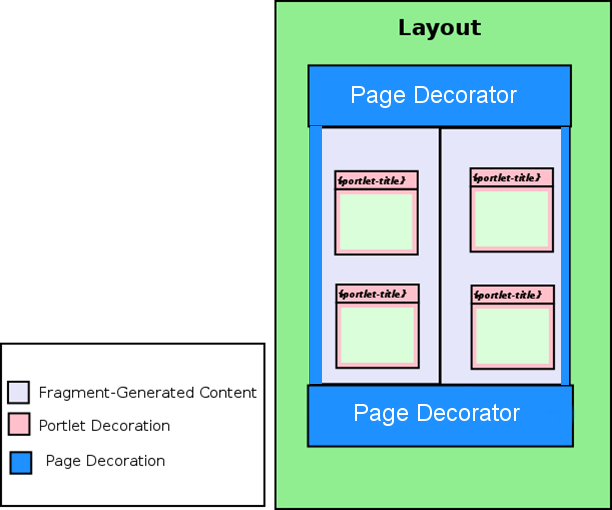 Layout
Page Decorator
{portlet-title}
{portlet-title}
{portlet-title}
{portlet-title}
Page Decorator
Fragment-Generated Content
Portlet Decoration
Page Decoration